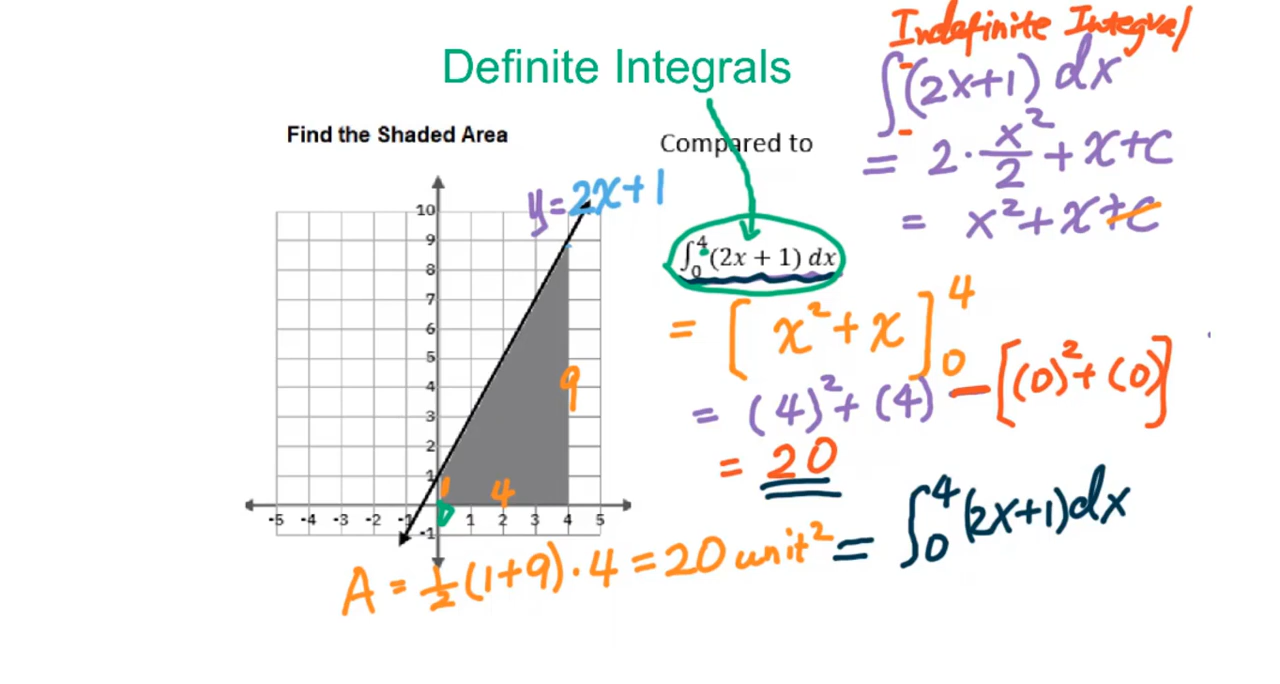 Definite Integrals
Find the Shaded Area
Compared to
y=2x+1
10
9
8
7
6
5
4
3
2
1
-1
-5 -4 -3 -2 -1 0 1 2 3 4 5
1
4
9
A = 1/2 (1+9) · 4 = 20 unit² = ∫₀⁴ (2x+1) dx
∫₀⁴ (2x + 1) dx
= [x² + x]₀⁴
= (4)² + (4) - [(0)² + (0)]
= 20
Indefinite Integral
∫ (2x+1) dx
= 2 · x²/2 + x + c
= x² + x + c